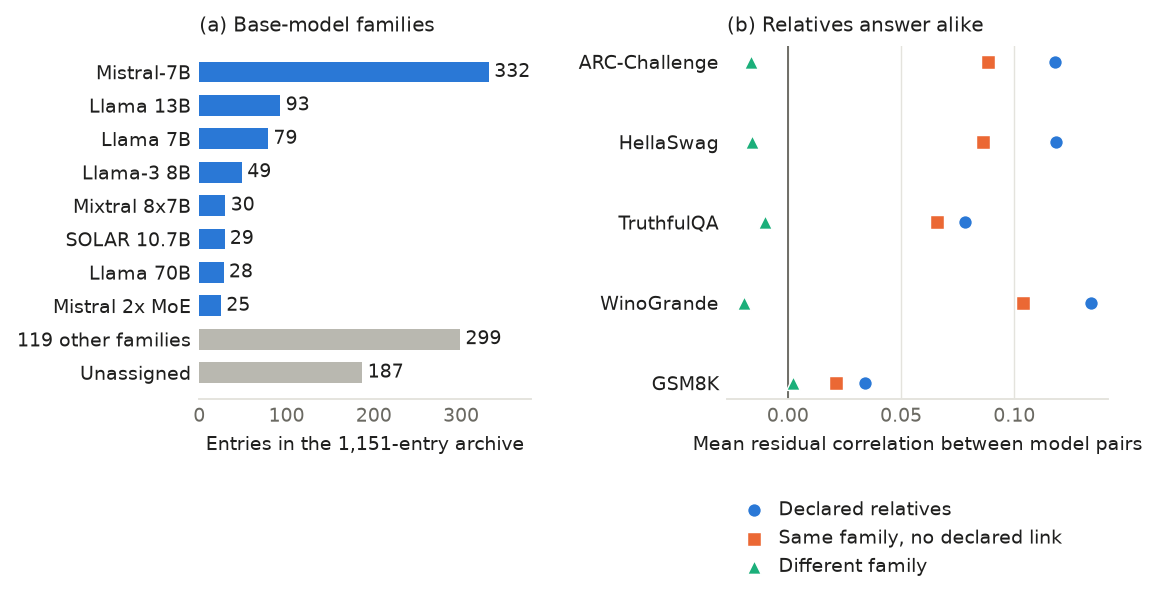 (a) Base-model families
Mistral-7B 332
Llama 13B 93
Llama 7B 79
Llama-3 8B 49
Mixtral 8x7B 30
SOLAR 10.7B 29
Llama 70B 28
Mistral 2x MoE 25
119 other families 299
Unassigned 187
0 100 200 300
Entries in the 1,151-entry archive
(b) Relatives answer alike
ARC-Challenge
HellaSwag
TruthfulQA
WinoGrande
GSM8K
0.00 0.05 0.10
Mean residual correlation between model pairs
Declared relatives
Same family, no declared link
Different family